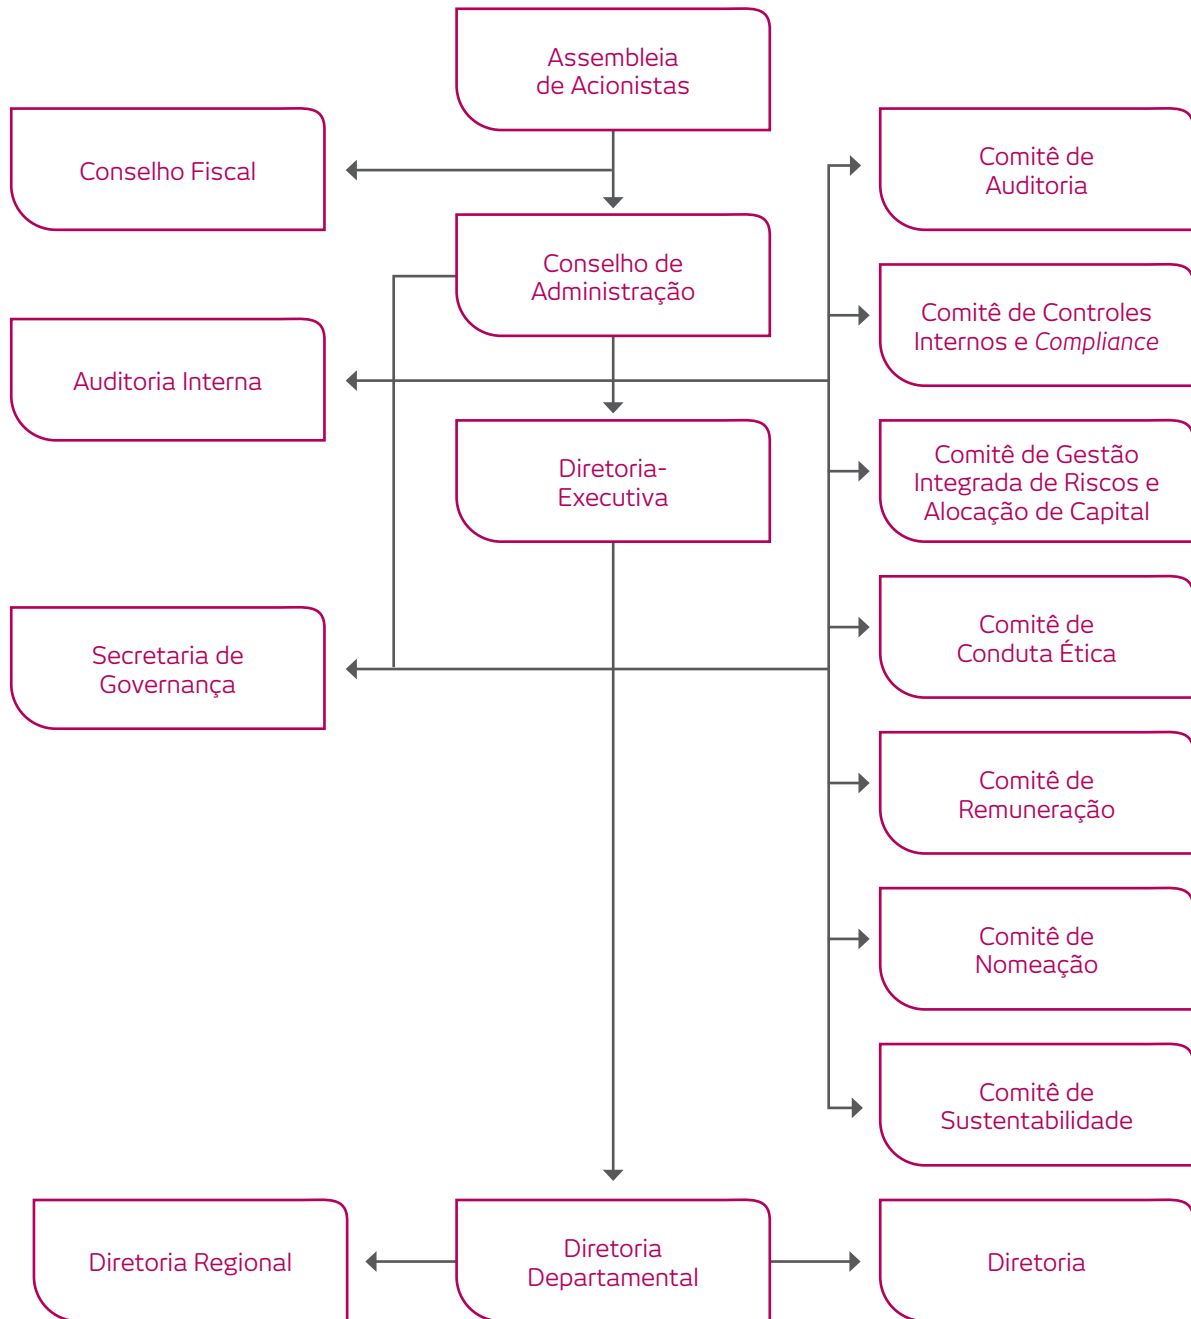 Assembleia
de Acionistas
Conselho Fiscal
Comitê de
Auditoria
Conselho de
Administração
Comitê de Controles
Internos e Compliance
Auditoria Interna
Diretoria-
Executiva
Comitê de Gestão
Integrada de Riscos e
Alocação de Capital
Secretaria de
Governança
Comitê de
Conduta Ética
Comitê de
Remuneração
Comitê de
Nomeação
Comitê de
Sustentabilidade
Diretoria Regional
Diretoria
Departamental
Diretoria